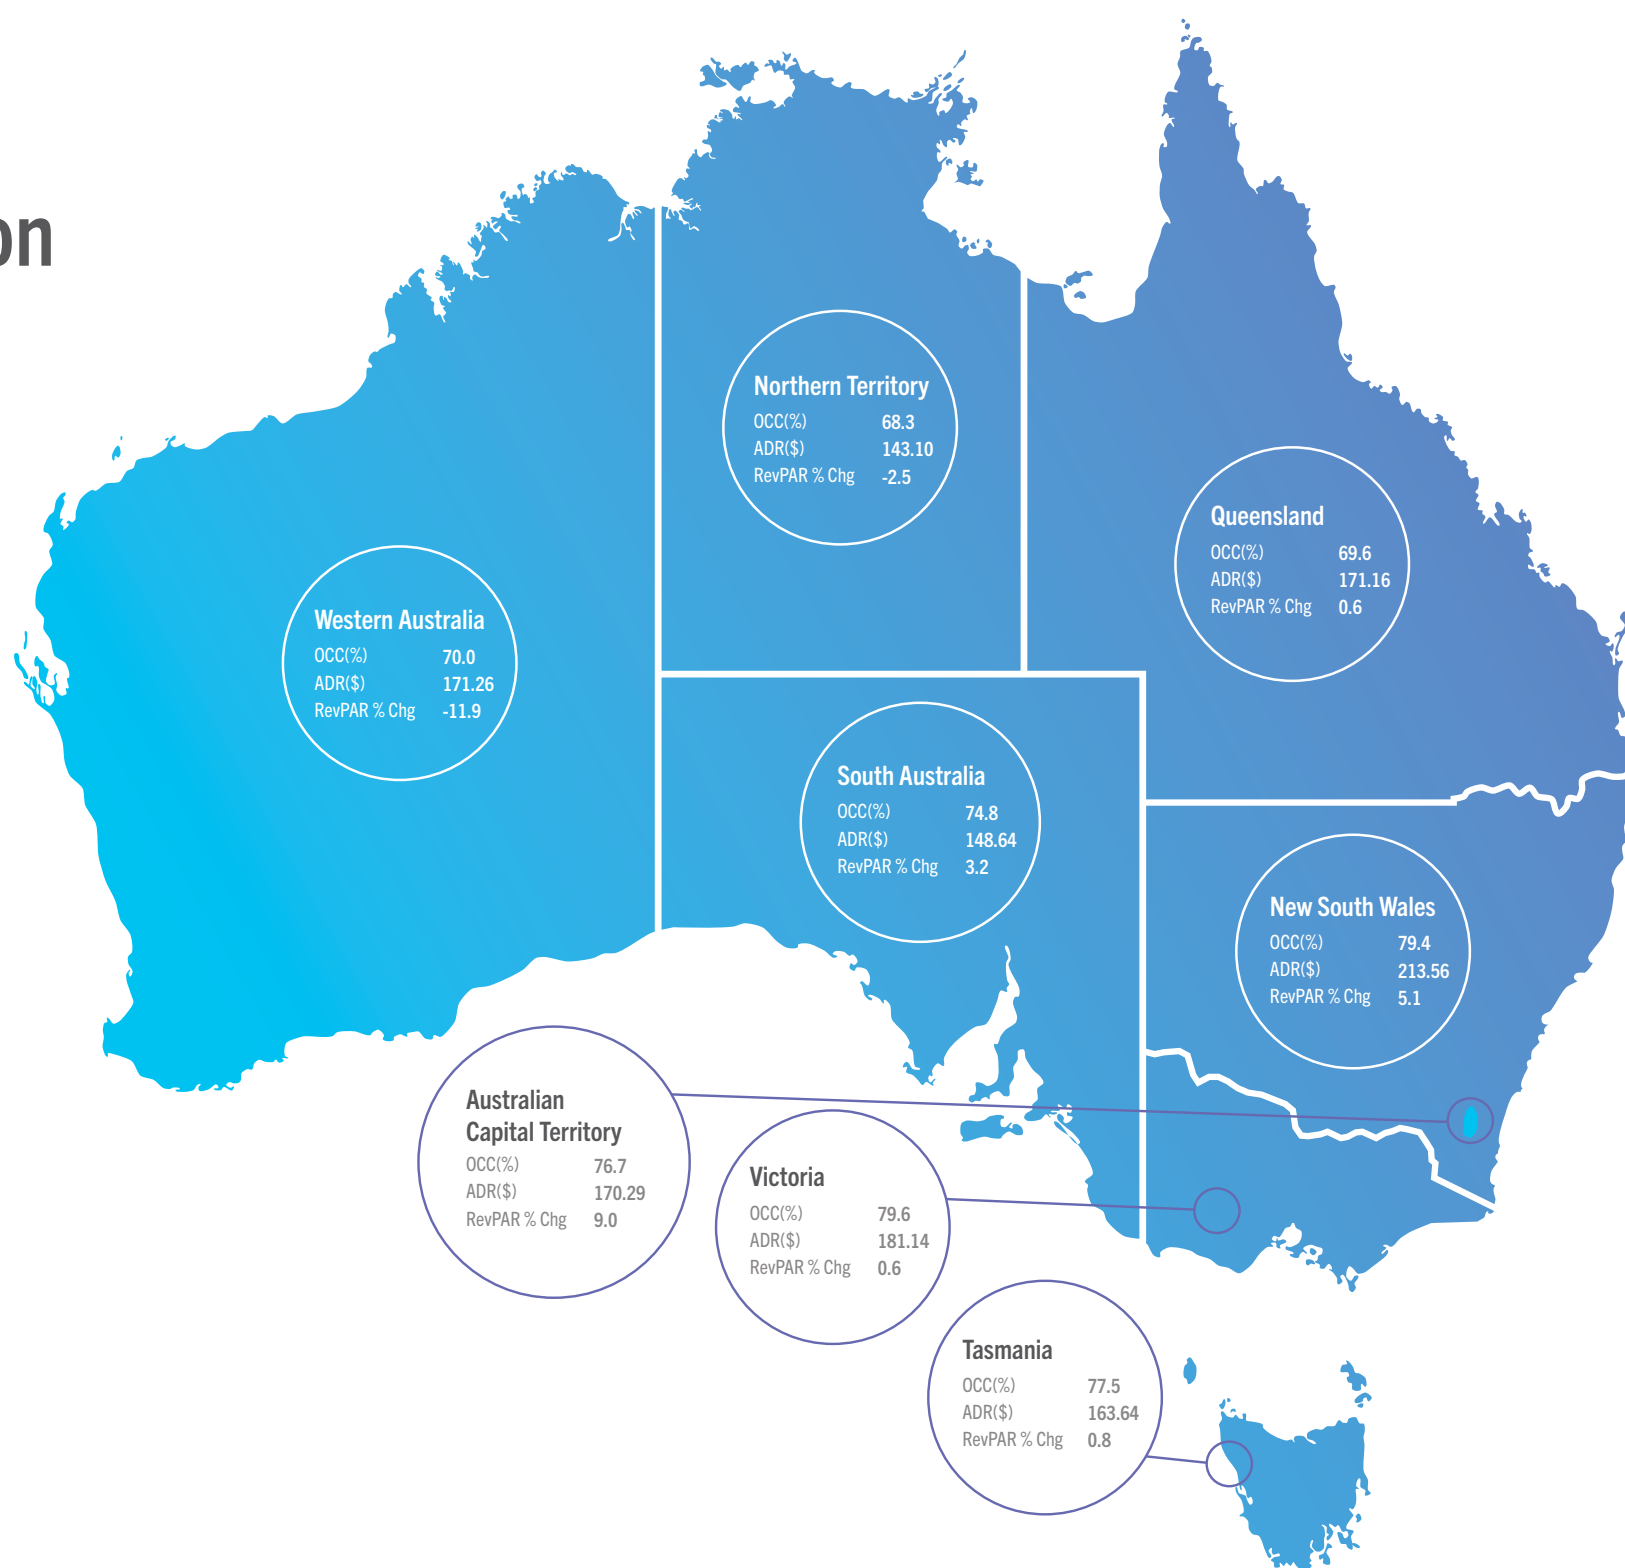 on
Northern Territory
OCC(%) 68.3
ADR($) 143.10
RevPAR % Chg -2.5
Queensland
OCC(%) 69.6
ADR($) 171.16
RevPAR % Chg 0.6
Western Australia
OCC(%) 70.0
ADR($) 171.26
RevPAR % Chg -11.9
South Australia
OCC(%) 74.8
ADR($) 148.64
RevPAR % Chg 3.2
New South Wales
OCC(%) 79.4
ADR($) 213.56
RevPAR % Chg 5.1
Australian
Capital Territory
OCC(%) 76.7
ADR($) 170.29
RevPAR % Chg 9.0
Victoria
OCC(%) 79.6
ADR($) 181.14
RevPAR % Chg 0.6
Tasmania
OCC(%) 77.5
ADR($) 163.64
RevPAR % Chg 0.8